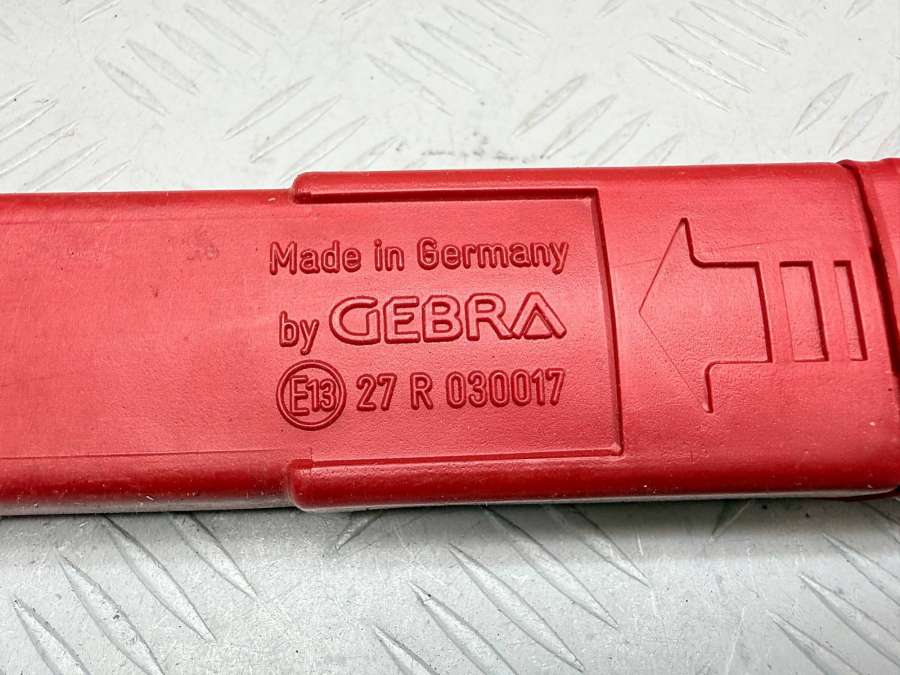 Made in Germany
by GEBRA
E13 27 R 030017